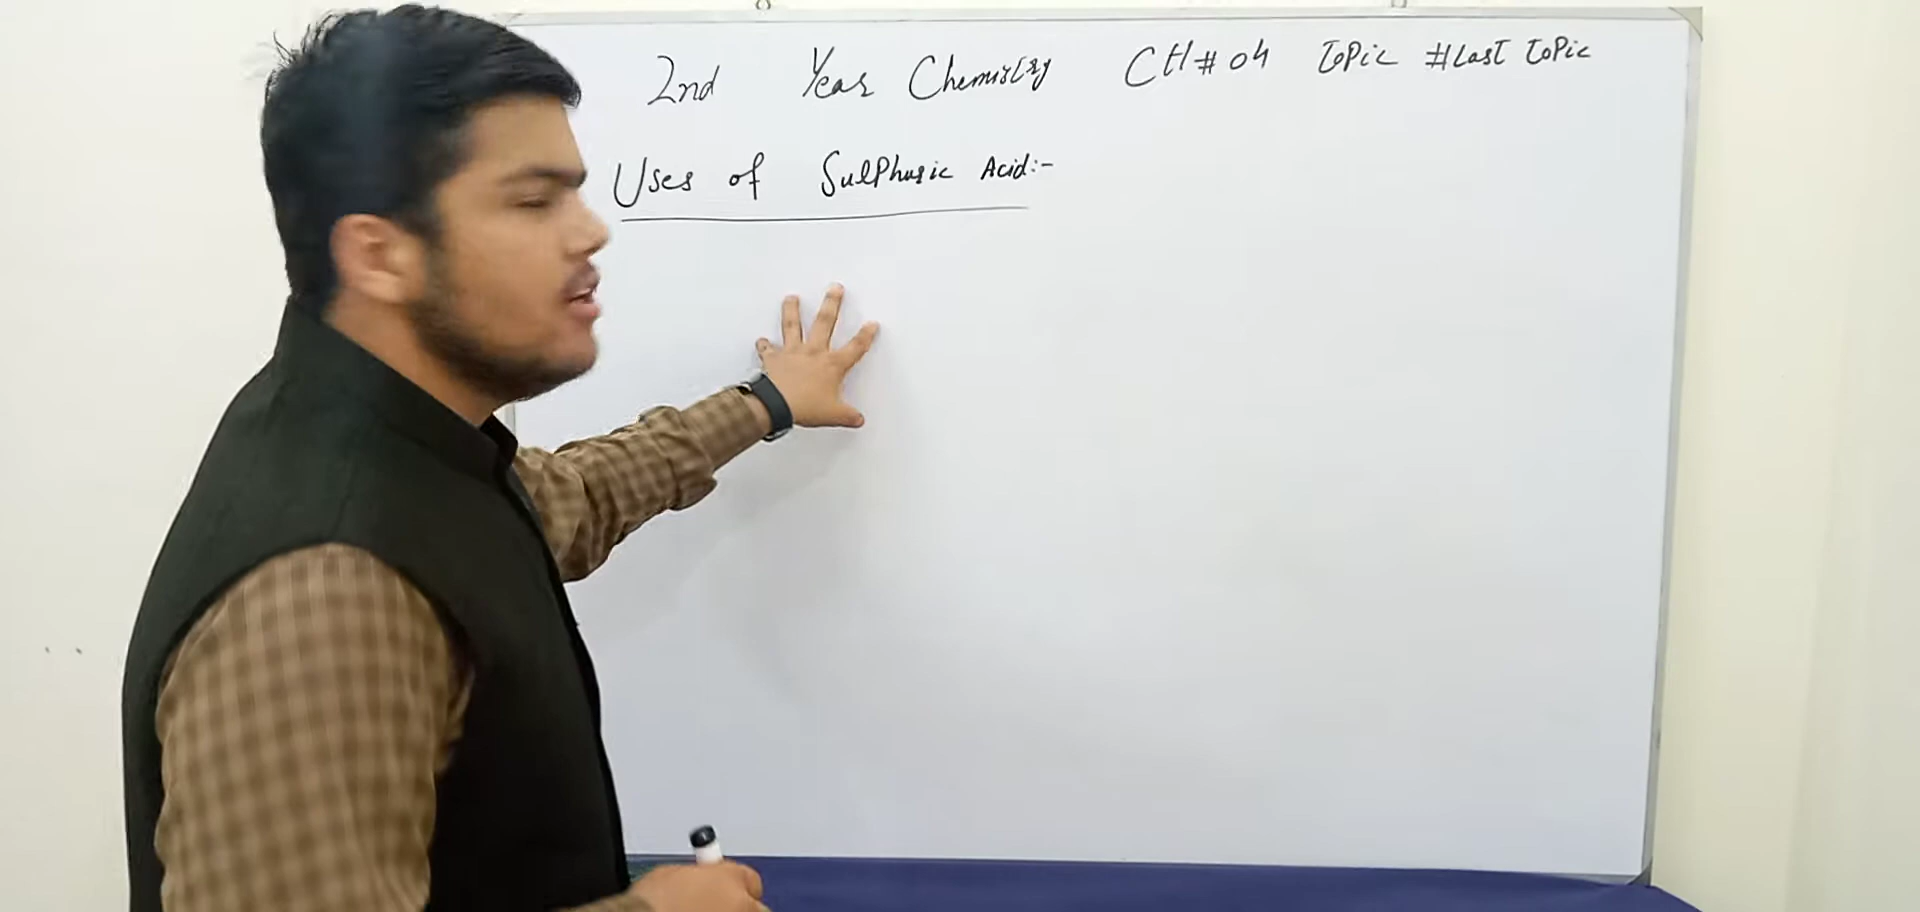 2nd Year Chemistry CH#04 Topic #Last Topic
Uses of Sulphuric Acid:-